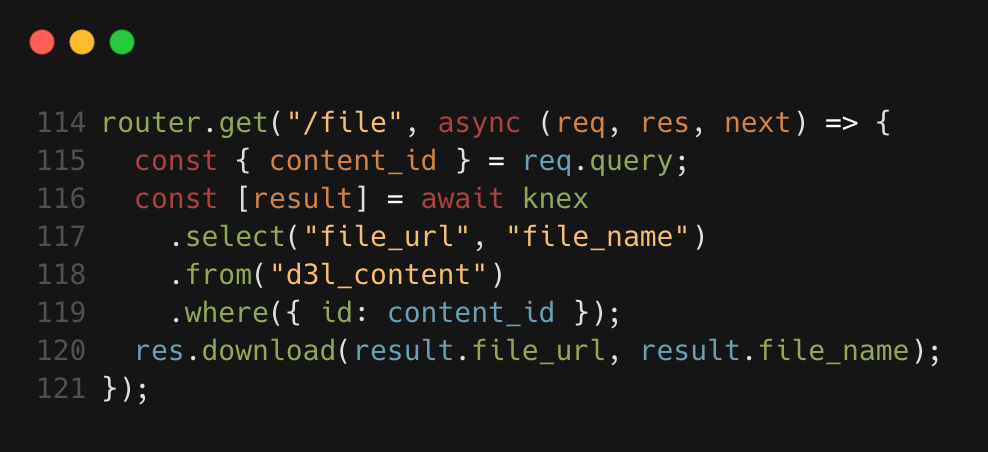 114 router.get("/file", async (req, res, next) => {
115   const { content_id } = req.query;
116   const [result] = await knex
117     .select("file_url", "file_name")
118     .from("d3l_content")
119     .where({ id: content_id });
120   res.download(result.file_url, result.file_name);
121 });